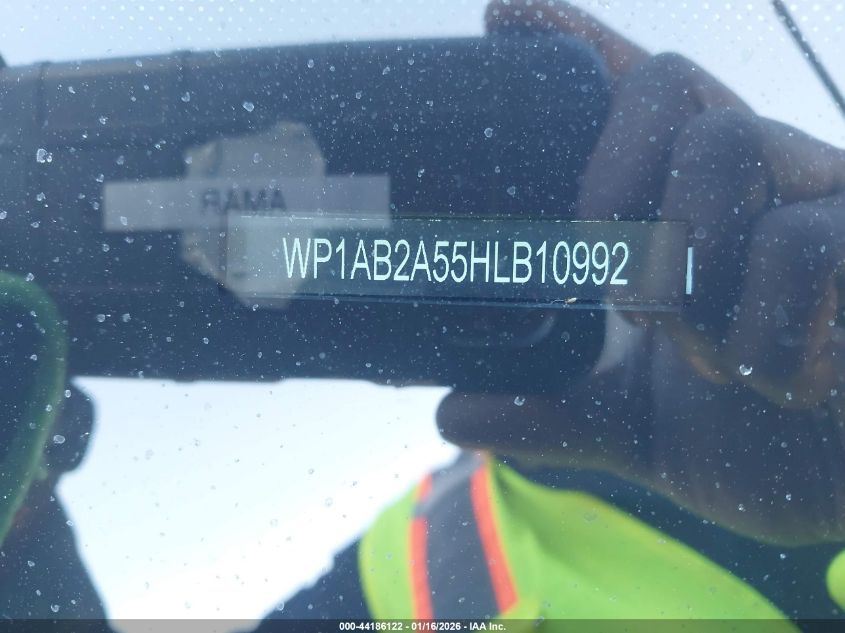 RAMA
WP1AB2A55HLB10992
000-44186122 - 01/16/2026 - IAA Inc.